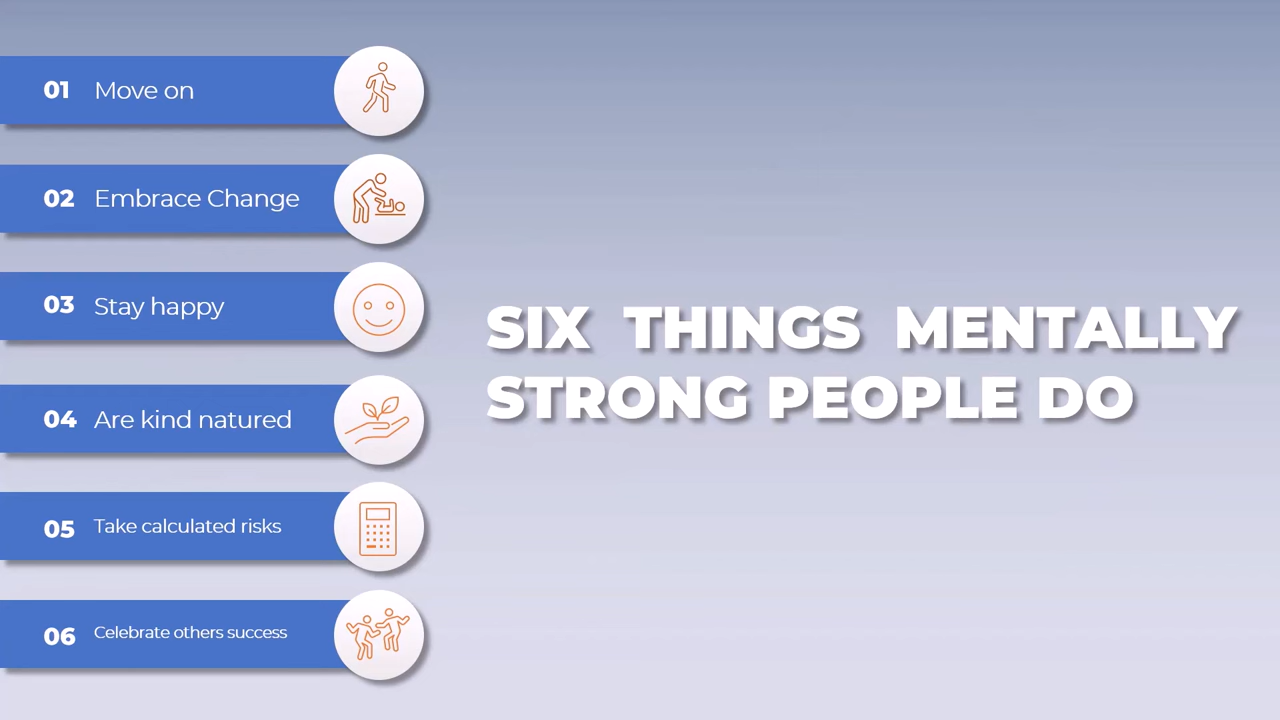 01 Move on
02 Embrace Change
03 Stay happy
04 Are kind natured
05 Take calculated risks
06 Celebrate others success
SIX THINGS MENTALLY
STRONG PEOPLE DO